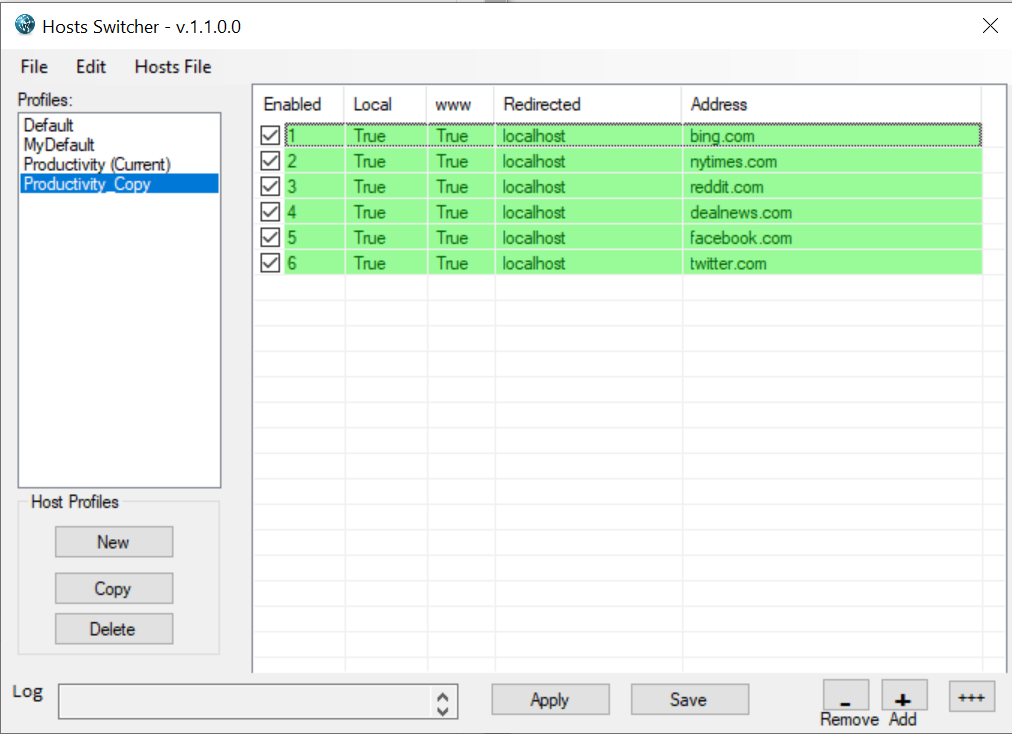 Hosts Switcher - v.1.1.0.0
File Edit Hosts File
Profiles:
Default
MyDefault
Productivity (Current)
Productivity_Copy
Enabled Local www Redirected Address
1 True True localhost bing.com
2 True True localhost nytimes.com
3 True True localhost reddit.com
4 True True localhost dealnews.com
5 True True localhost facebook.com
6 True True localhost twitter.com
Host Profiles
New
Copy
Delete
Log
Apply Save - + +++
Remove Add